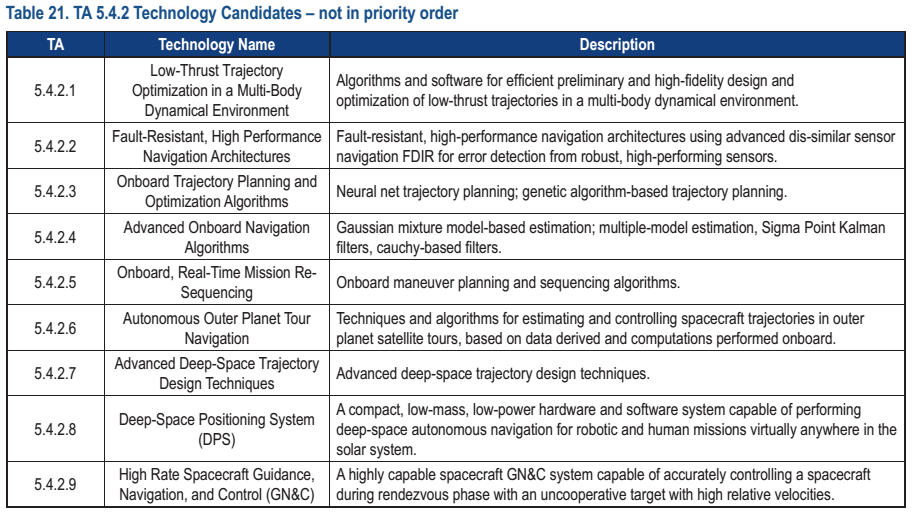 Table 21. TA 5.4.2 Technology Candidates – not in priority order
TA Technology Name Description
5.4.2.1
Low-Thrust Trajectory
Optimization in a Multi-Body
Dynamical Environment
Algorithms and software for efficient preliminary and high-fidelity design and
optimization of low-thrust trajectories in a multi-body dynamical environment.
5.4.2.2
Fault-Resistant, High Performance
Navigation Architectures
Fault-resistant, high-performance navigation architectures using advanced dis-similar sensor
navigation FDIR for error detection from robust, high-performing sensors.
5.4.2.3
Onboard Trajectory Planning and
Optimization Algorithms
Neural net trajectory planning; genetic algorithm-based trajectory planning.
5.4.2.4
Advanced Onboard Navigation
Algorithms
Gaussian mixture model-based estimation; multiple-model estimation, Sigma Point Kalman
filters, cauchy-based filters.
5.4.2.5
Onboard, Real-Time Mission Re-
Sequencing
Onboard maneuver planning and sequencing algorithms.
5.4.2.6
Autonomous Outer Planet Tour
Navigation
Techniques and algorithms for estimating and controlling spacecraft trajectories in outer
planet satellite tours, based on data derived and computations performed onboard.
5.4.2.7
Advanced Deep-Space Trajectory
Design Techniques
Advanced deep-space trajectory design techniques.
5.4.2.8
Deep-Space Positioning System
(DPS)
A compact, low-mass, low-power hardware and software system capable of performing
deep-space autonomous navigation for robotic and human missions virtually anywhere in the
solar system.
5.4.2.9
High Rate Spacecraft Guidance,
Navigation, and Control (GN&C)
A highly capable spacecraft GN&C system capable of accurately controlling a spacecraft
during rendezvous phase with an uncooperative target with high relative velocities.